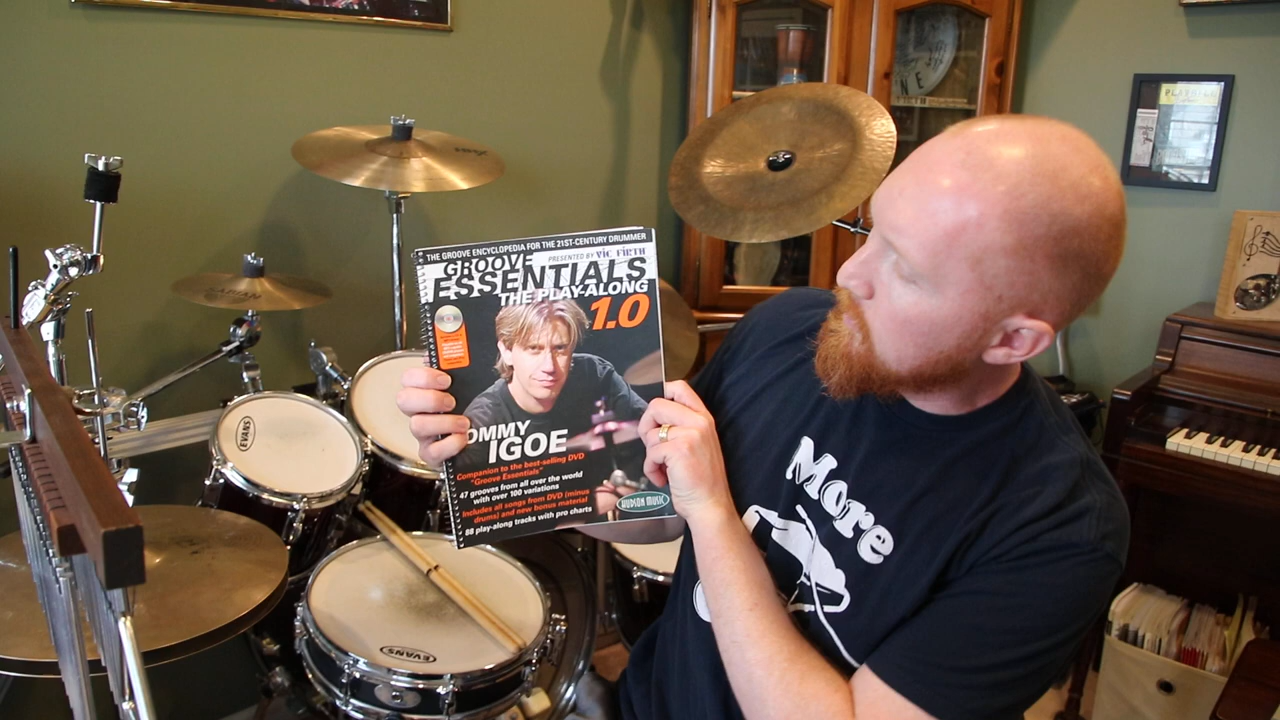 THE GROOVE ENCYCLOPEDIA FOR THE 21ST-CENTURY DRUMMER
PRESENTED BY VIC FIRTH
GROOVE
ESSENTIALS
THE PLAY-ALONG
1.0
OMMY
IGOE
Companion to the best-selling DVD
"Groove Essentials"
47 grooves from all over the world
with over 100 variations
Includes all songs from DVD (minus
drums) and new bonus material
88 play-along tracks with pro charts
HUDSON MUSIC
SABIAN
EVANS
EVANS
More
PLAYBILL